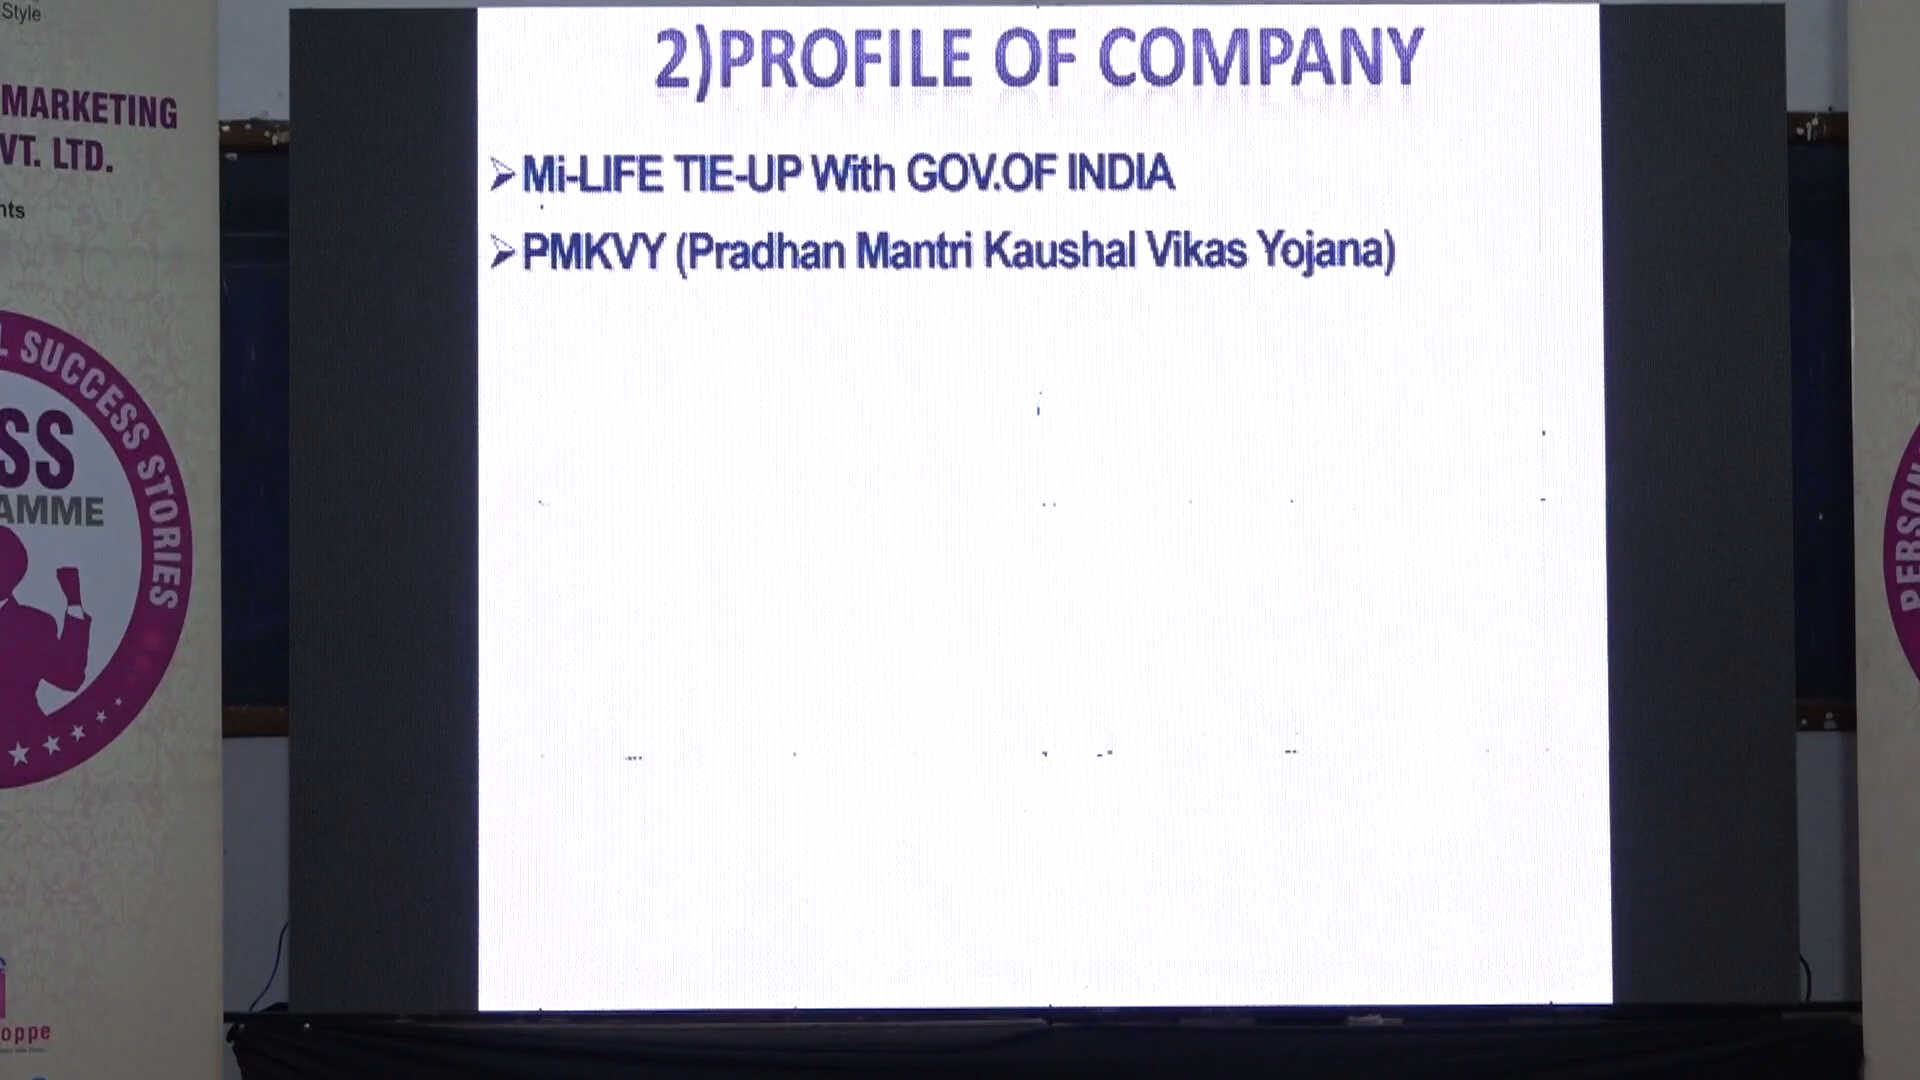 Style
MARKETING
VT. LTD.
nts
L SUCCESS STORIES
SS
AMME
oppe
2)PROFILE OF COMPANY
Mi-LIFE TIE-UP With GOV.OF INDIA
PMKVY (Pradhan Mantri Kaushal Vikas Yojana)
PERSON